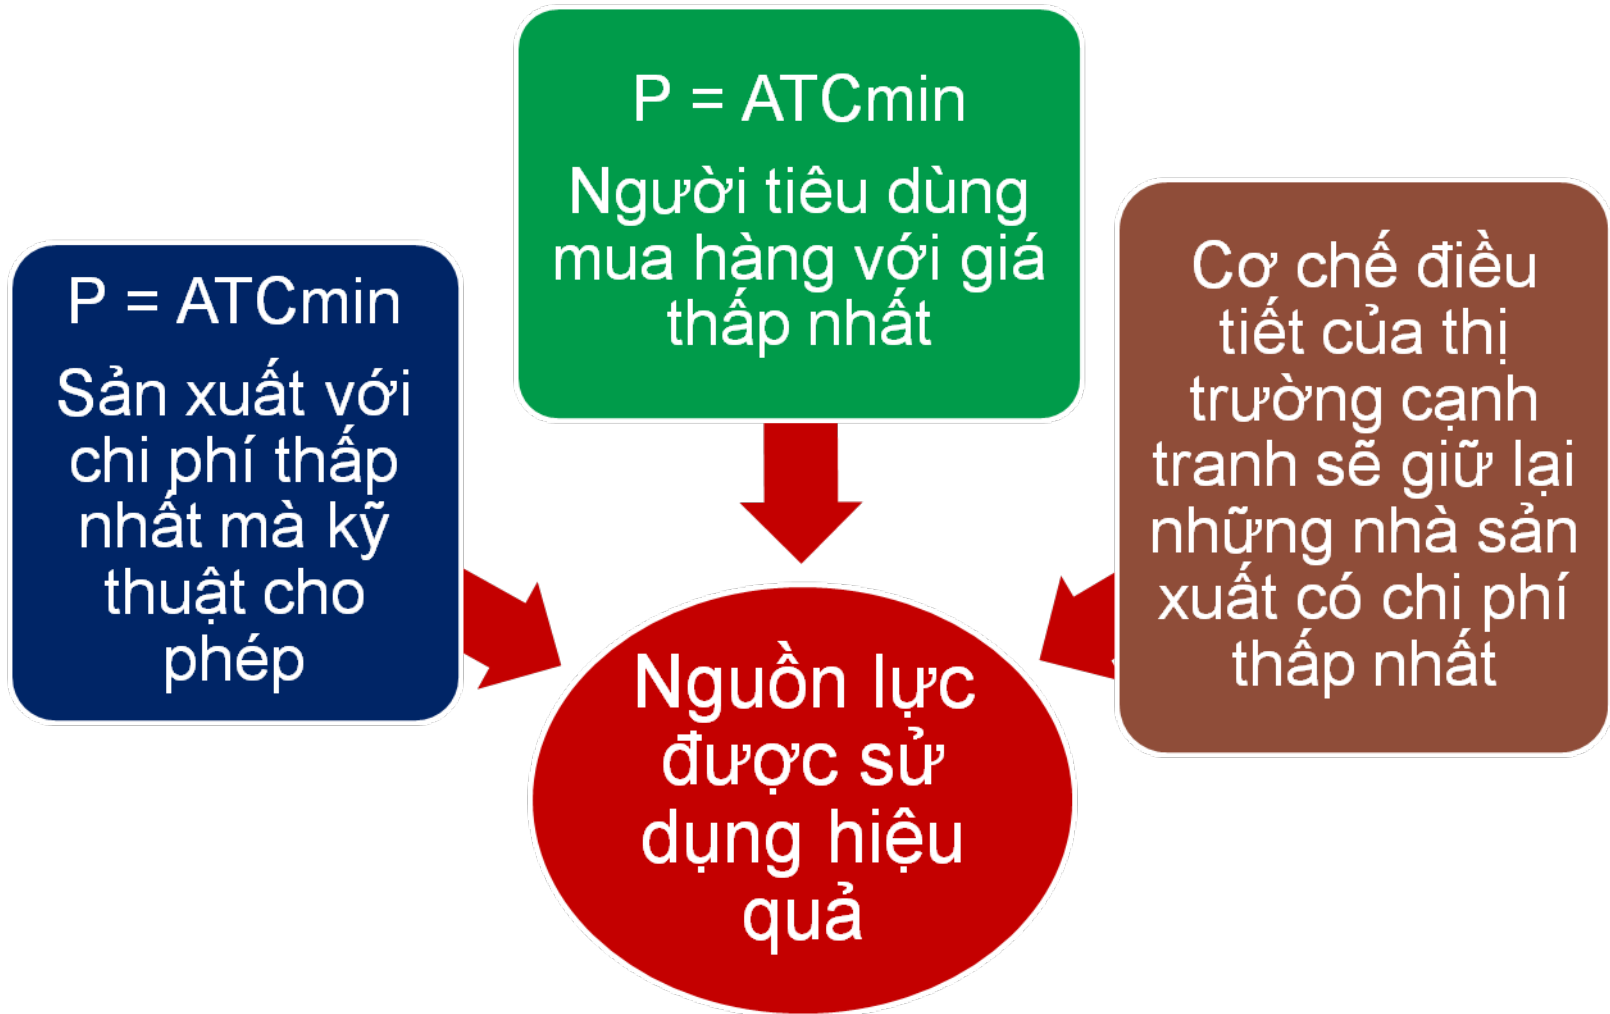 P = ATCmin
Sản xuất với
chi phí thấp
nhất mà kỹ
thuật cho
phép
P = ATCmin
Người tiêu dùng
mua hàng với giá
thấp nhất
Cơ chế điều
tiết của thị
trường cạnh
tranh sẽ giữ lại
những nhà sản
xuất có chi phí
thấp nhất
Nguồn lực
được sử
dụng hiệu
quả